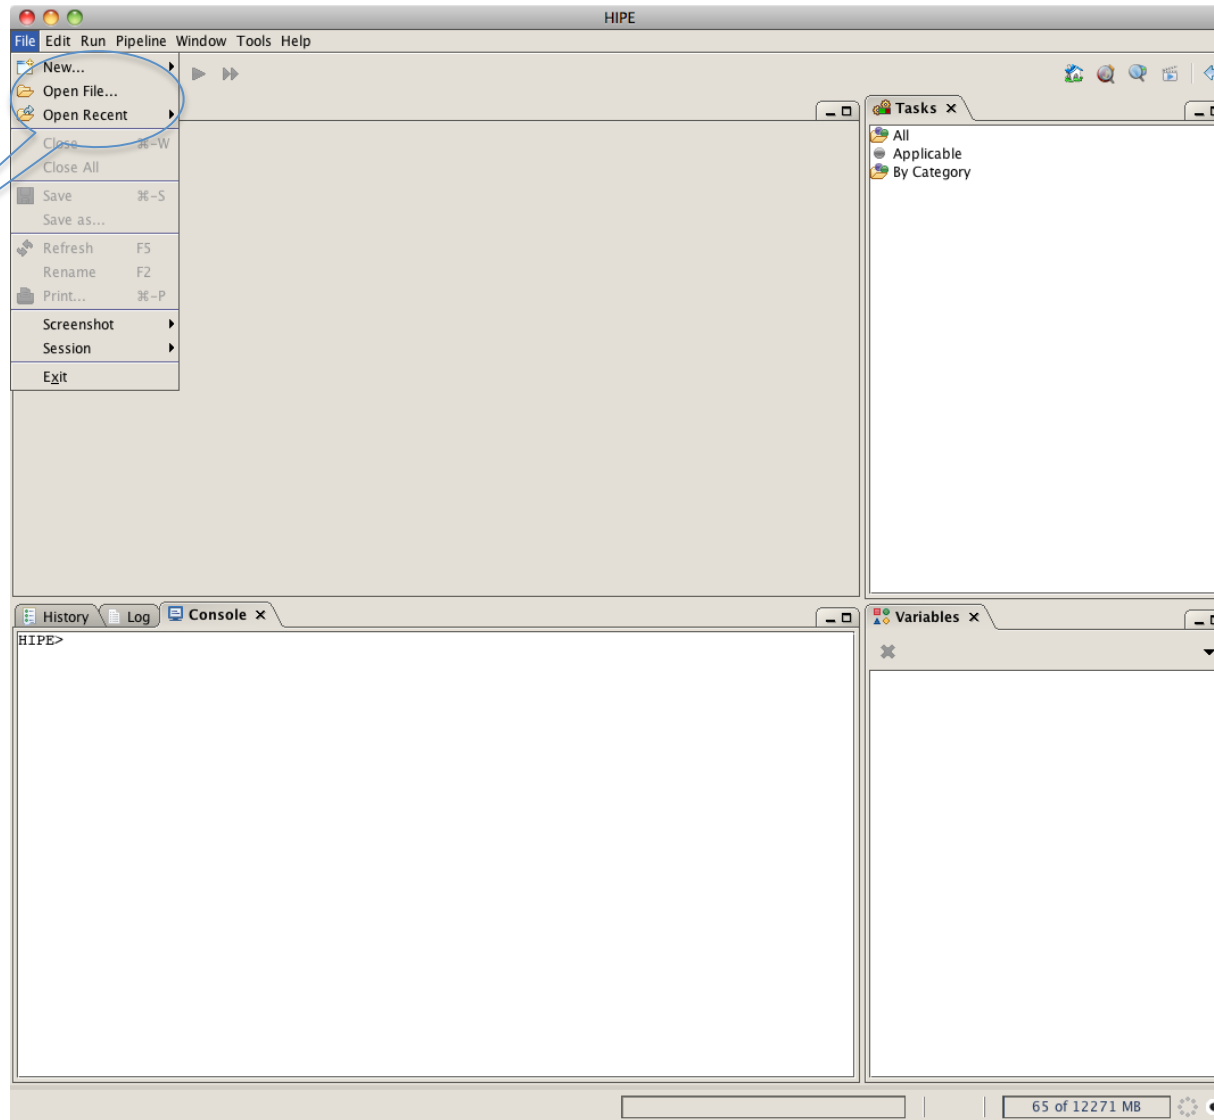 HIPE
File Edit Run Pipeline Window Tools Help
New...
Open File...
Open Recent
Close ⌘-W
Close All
Save ⌘-S
Save as...
Refresh F5
Rename F2
Print... ⌘-P
Screenshot
Session
Exit
Tasks
All
Applicable
By Category
History Log Console
HIPE>
Variables
65 of 12271 MB